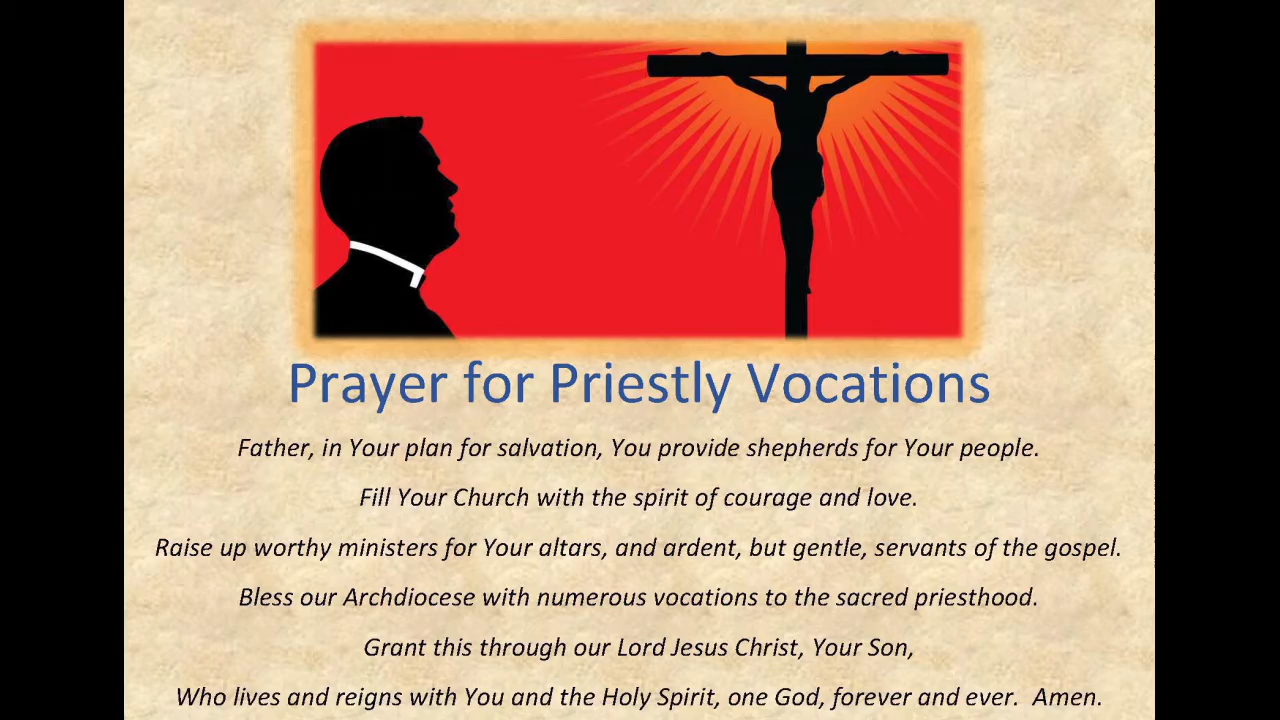 Prayer for Priestly Vocations
Father, in Your plan for salvation, You provide shepherds for Your people.
Fill Your Church with the spirit of courage and love.
Raise up worthy ministers for Your altars, and ardent, but gentle, servants of the gospel.
Bless our Archdiocese with numerous vocations to the sacred priesthood.
Grant this through our Lord Jesus Christ, Your Son,
Who lives and reigns with You and the Holy Spirit, one God, forever and ever.  Amen.